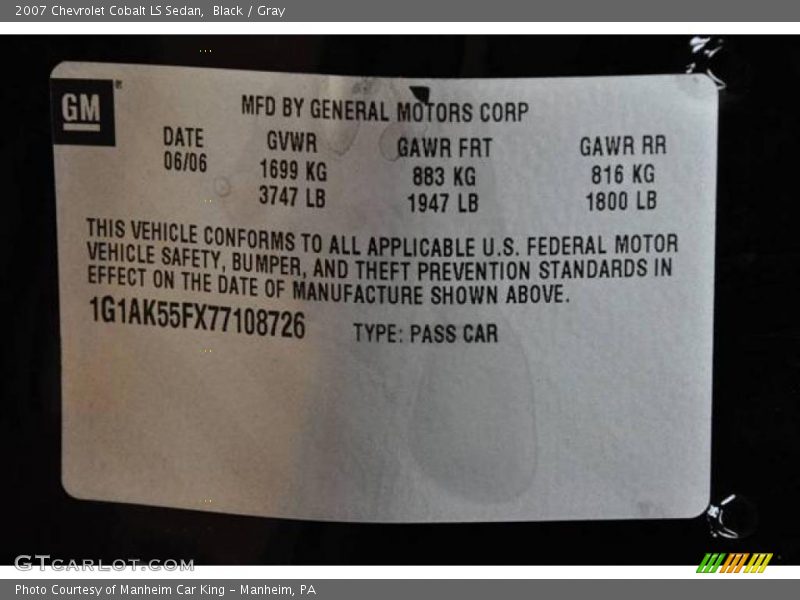 2007 Chevrolet Cobalt LS Sedan, Black / Gray
GM
MFD BY GENERAL MOTORS CORP
DATE GVWR GAWR FRT GAWR RR
06/06 1699 KG 883 KG 816 KG
3747 LB 1947 LB 1800 LB
THIS VEHICLE CONFORMS TO ALL APPLICABLE U.S. FEDERAL MOTOR
VEHICLE SAFETY, BUMPER, AND THEFT PREVENTION STANDARDS IN
EFFECT ON THE DATE OF MANUFACTURE SHOWN ABOVE.
1G1AK55FX77108726 TYPE: PASS CAR
GTCARLOT.COM
Photo Courtesy of Manheim Car King - Manheim, PA